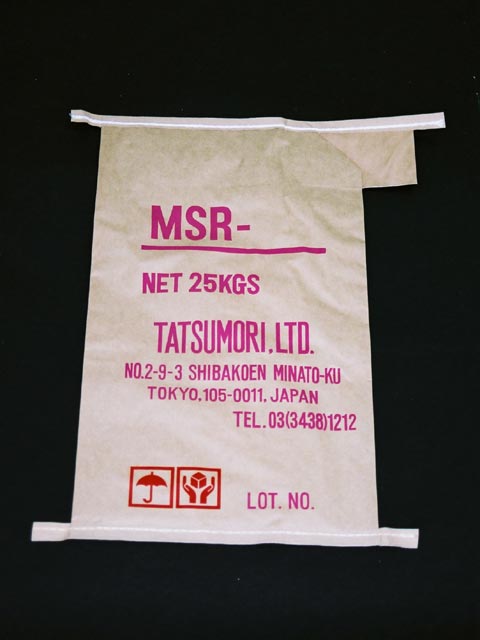 MSR-
NET 25KGS
TATSUMORI,LTD.
NO.2-9-3 SHIBAKOEN MINATO-KU
TOKYO,105-0011, JAPAN
TEL.03(3438)1212
LOT. NO.